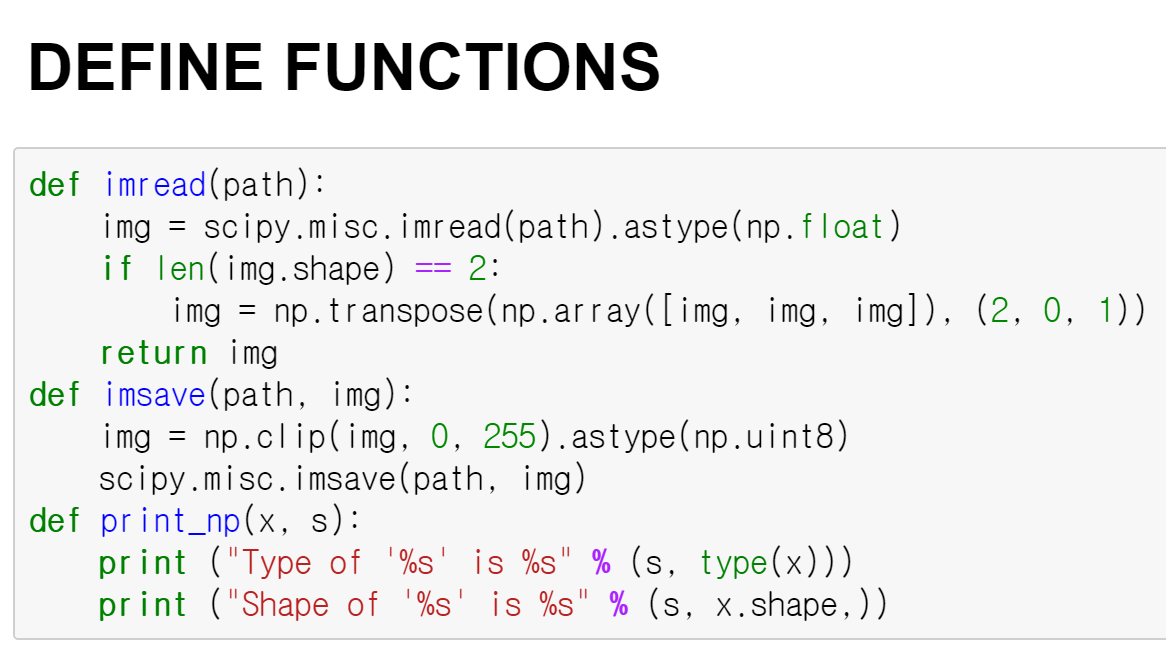 DEFINE FUNCTIONS
def imread(path):
    img = scipy.misc.imread(path).astype(np.float)
    if len(img.shape) == 2:
        img = np.transpose(np.array([img, img, img]), (2, 0, 1))
    return img
def imsave(path, img):
    img = np.clip(img, 0, 255).astype(np.uint8)
    scipy.misc.imsave(path, img)
def print_np(x, s):
    print ("Type of '%s' is %s" % (s, type(x)))
    print ("Shape of '%s' is %s" % (s, x.shape,))